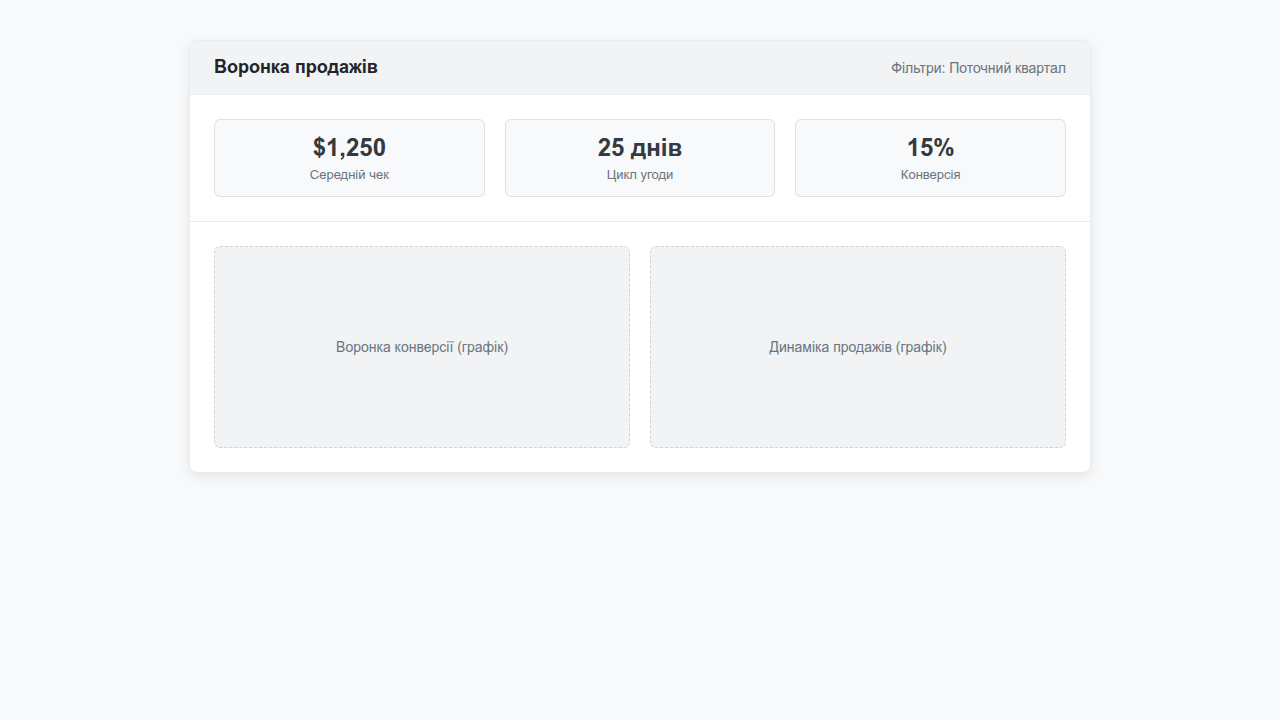 Воронка продажів
Фільтри: Поточний квартал
$1,250
Середній чек
25 днів
Цикл угоди
15%
Конверсія
Воронка конверсії (графік)
Динаміка продажів (графік)